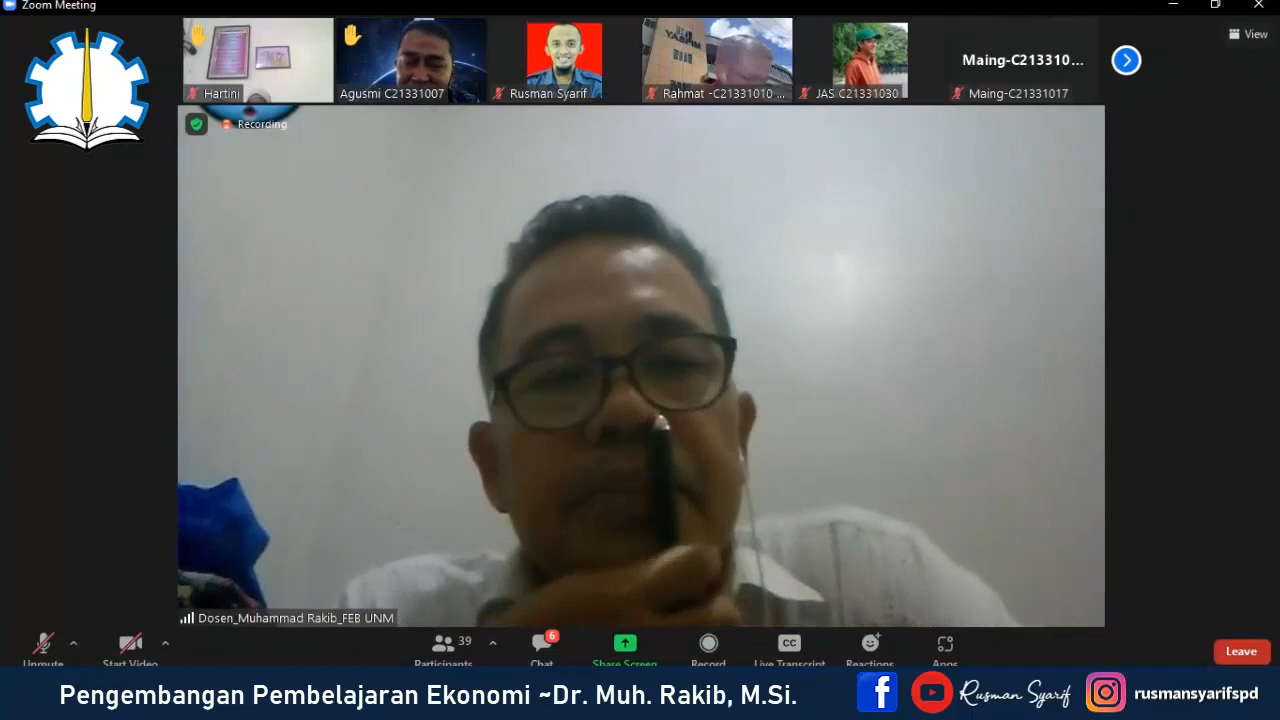 Zoom Meeting
View
YASPIM
Hartini
Agusmi C21331007
Rusman Syarif
Rahmat -C21331010 ...
JAS C21331030
Maing-C213310...
Maing-C21331017
Recording
Dosen_Muhammad Rakib_FEB UNM
Unmute
Start Video
39
Participants
6
Chat
Share Screen
Record
CC
Live Transcript
Reactions
Apps
Leave
Pengembangan Pembelajaran Ekonomi ~Dr. Muh. Rakib, M.Si.
Rusman Syarif
rusmansyarifspd